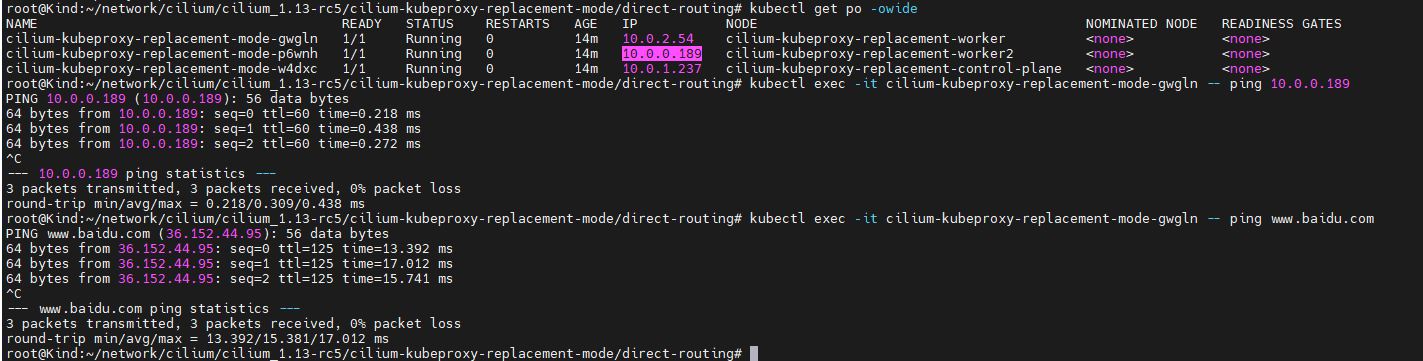 root@Kind:~/network/cilium/cilium_1.13-rc5/cilium-kubeproxy-replacement-mode/direct-routing# kubectl get po -owide
NAME READY STATUS RESTARTS AGE IP NODE NOMINATED NODE READINESS GATES
cilium-kubeproxy-replacement-mode-gwgln 1/1 Running 0 14m 10.0.2.54 cilium-kubeproxy-replacement-worker <none> <none>
cilium-kubeproxy-replacement-mode-p6wnh 1/1 Running 0 14m 10.0.0.189 cilium-kubeproxy-replacement-worker2 <none> <none>
cilium-kubeproxy-replacement-mode-w4dxc 1/1 Running 0 14m 10.0.1.237 cilium-kubeproxy-replacement-control-plane <none> <none>
root@Kind:~/network/cilium/cilium_1.13-rc5/cilium-kubeproxy-replacement-mode/direct-routing# kubectl exec -it cilium-kubeproxy-replacement-mode-gwgln -- ping 10.0.0.189
PING 10.0.0.189 (10.0.0.189): 56 data bytes
64 bytes from 10.0.0.189: seq=0 ttl=60 time=0.218 ms
64 bytes from 10.0.0.189: seq=1 ttl=60 time=0.438 ms
64 bytes from 10.0.0.189: seq=2 ttl=60 time=0.272 ms
^C
--- 10.0.0.189 ping statistics ---
3 packets transmitted, 3 packets received, 0% packet loss
round-trip min/avg/max = 0.218/0.309/0.438 ms
root@Kind:~/network/cilium/cilium_1.13-rc5/cilium-kubeproxy-replacement-mode/direct-routing# kubectl exec -it cilium-kubeproxy-replacement-mode-gwgln -- ping www.baidu.com
PING www.baidu.com (36.152.44.95): 56 data bytes
64 bytes from 36.152.44.95: seq=0 ttl=125 time=13.392 ms
64 bytes from 36.152.44.95: seq=1 ttl=125 time=17.012 ms
64 bytes from 36.152.44.95: seq=2 ttl=125 time=15.741 ms
^C
--- www.baidu.com ping statistics ---
3 packets transmitted, 3 packets received, 0% packet loss
round-trip min/avg/max = 13.392/15.381/17.012 ms
root@Kind:~/network/cilium/cilium_1.13-rc5/cilium-kubeproxy-replacement-mode/direct-routing#